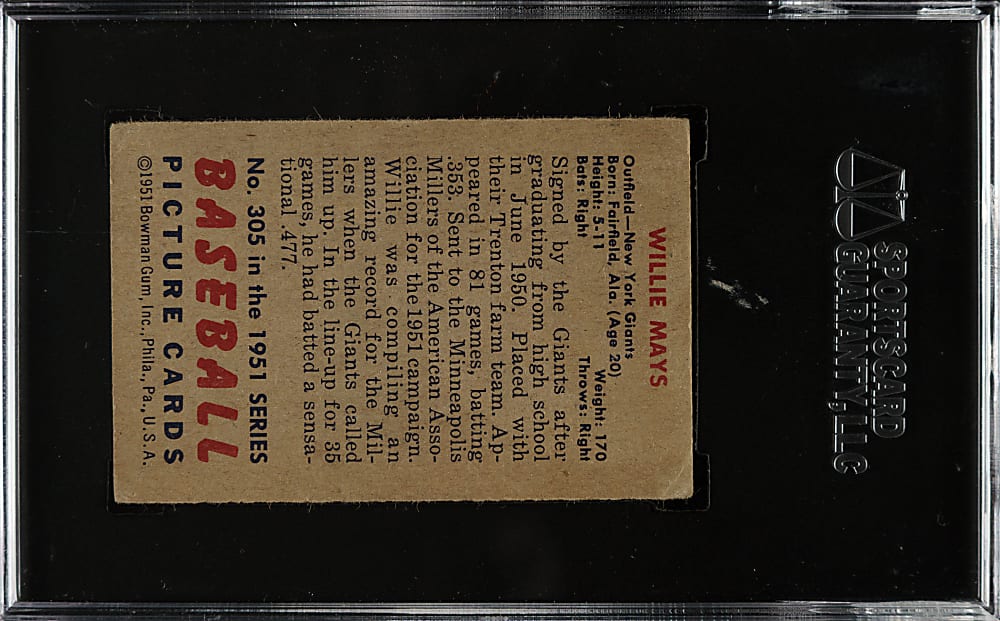 SPORTSCARD
GUARANTY, LLC
WILLIE MAYS
Outfield—New York Giants
Born: Fairfield, Ala. (Age 20)
Height: 5-11 Weight: 170
Bats: Right Throws: Right
Signed by the Giants after
graduating from high school
in June 1950. Placed with
their Trenton farm team. Ap-
peared in 81 games, batting
.353. Sent to the Minneapolis
Millers of the American Asso-
ciation for the 1951 campaign.
Willie was compiling an
amazing record for the Mil-
lers when the Giants called
him up. In the line-up for 35
games, he had batted a sensa-
tional .477.
No. 305 in the 1951 SERIES
BASEBALL
PICTURE CARDS
©1951 Bowman Gum, Inc., Phila., Pa., U.S.A.